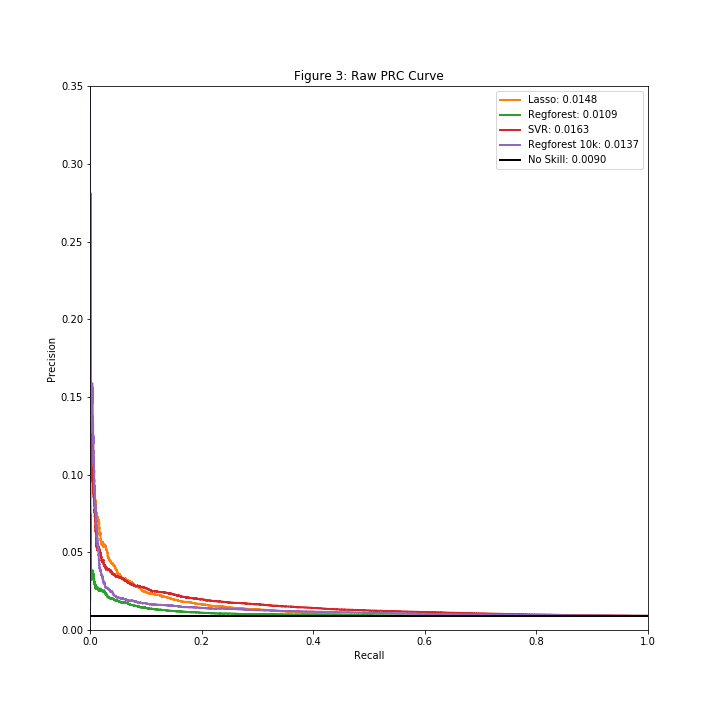 Figure 3: Raw PRC Curve
0.35
0.30
0.25
0.20
0.15
0.10
0.05
0.00
Precision
Lasso: 0.0148
Regforest: 0.0109
SVR: 0.0163
Regforest 10k: 0.0137
No Skill: 0.0090
0.0 0.2 0.4 0.6 0.8 1.0
Recall